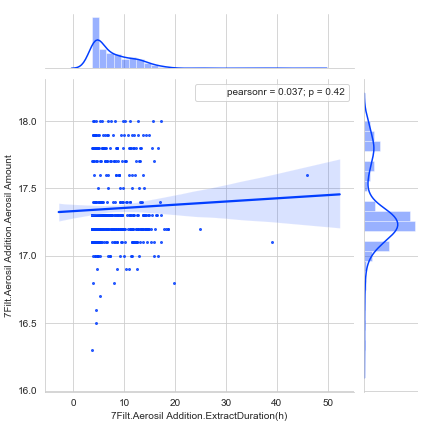 pearsonr = 0.037; p = 0.42
18.0
17.5
17.0
16.5
16.0
7Filt.Aerosil Addition.Aerosil Amount
0 10 20 30 40 50
7Filt.Aerosil Addition.ExtractDuration(h)